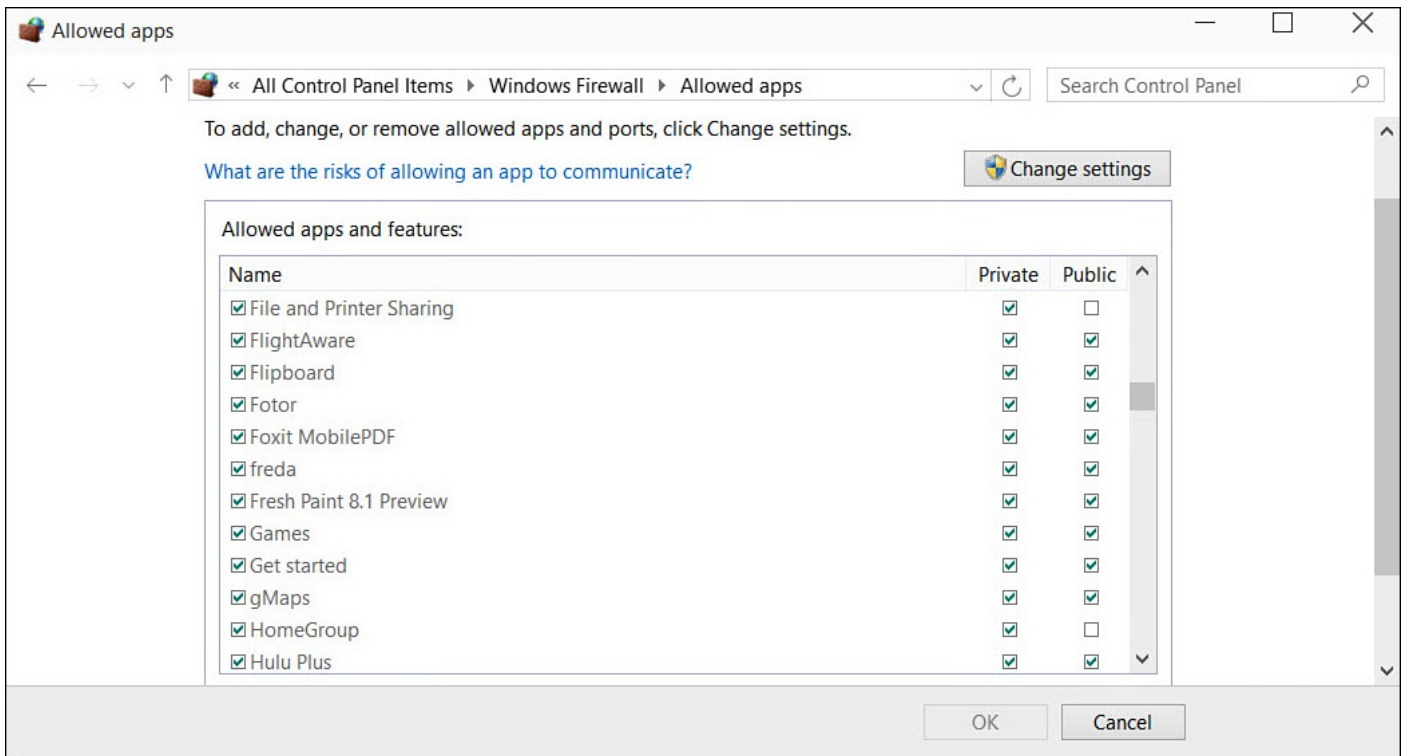 Allowed apps
« All Control Panel Items Windows Firewall Allowed apps Search Control Panel
To add, change, or remove allowed apps and ports, click Change settings.
What are the risks of allowing an app to communicate? Change settings
Allowed apps and features:
Name Private Public
File and Printer Sharing
FlightAware
Flipboard
Fotor
Foxit MobilePDF
freda
Fresh Paint 8.1 Preview
Games
Get started
gMaps
HomeGroup
Hulu Plus
OK Cancel